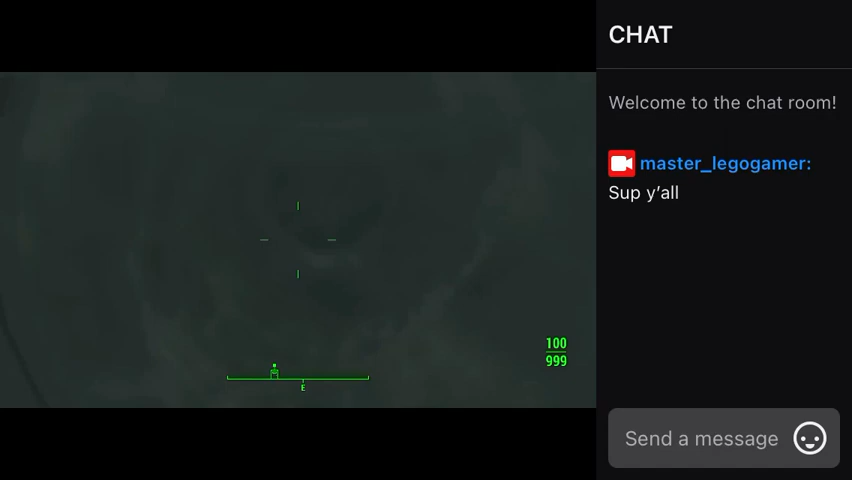 CHAT
Welcome to the chat room!
master_legogamer:
Sup y’all
100
999
E
Send a message